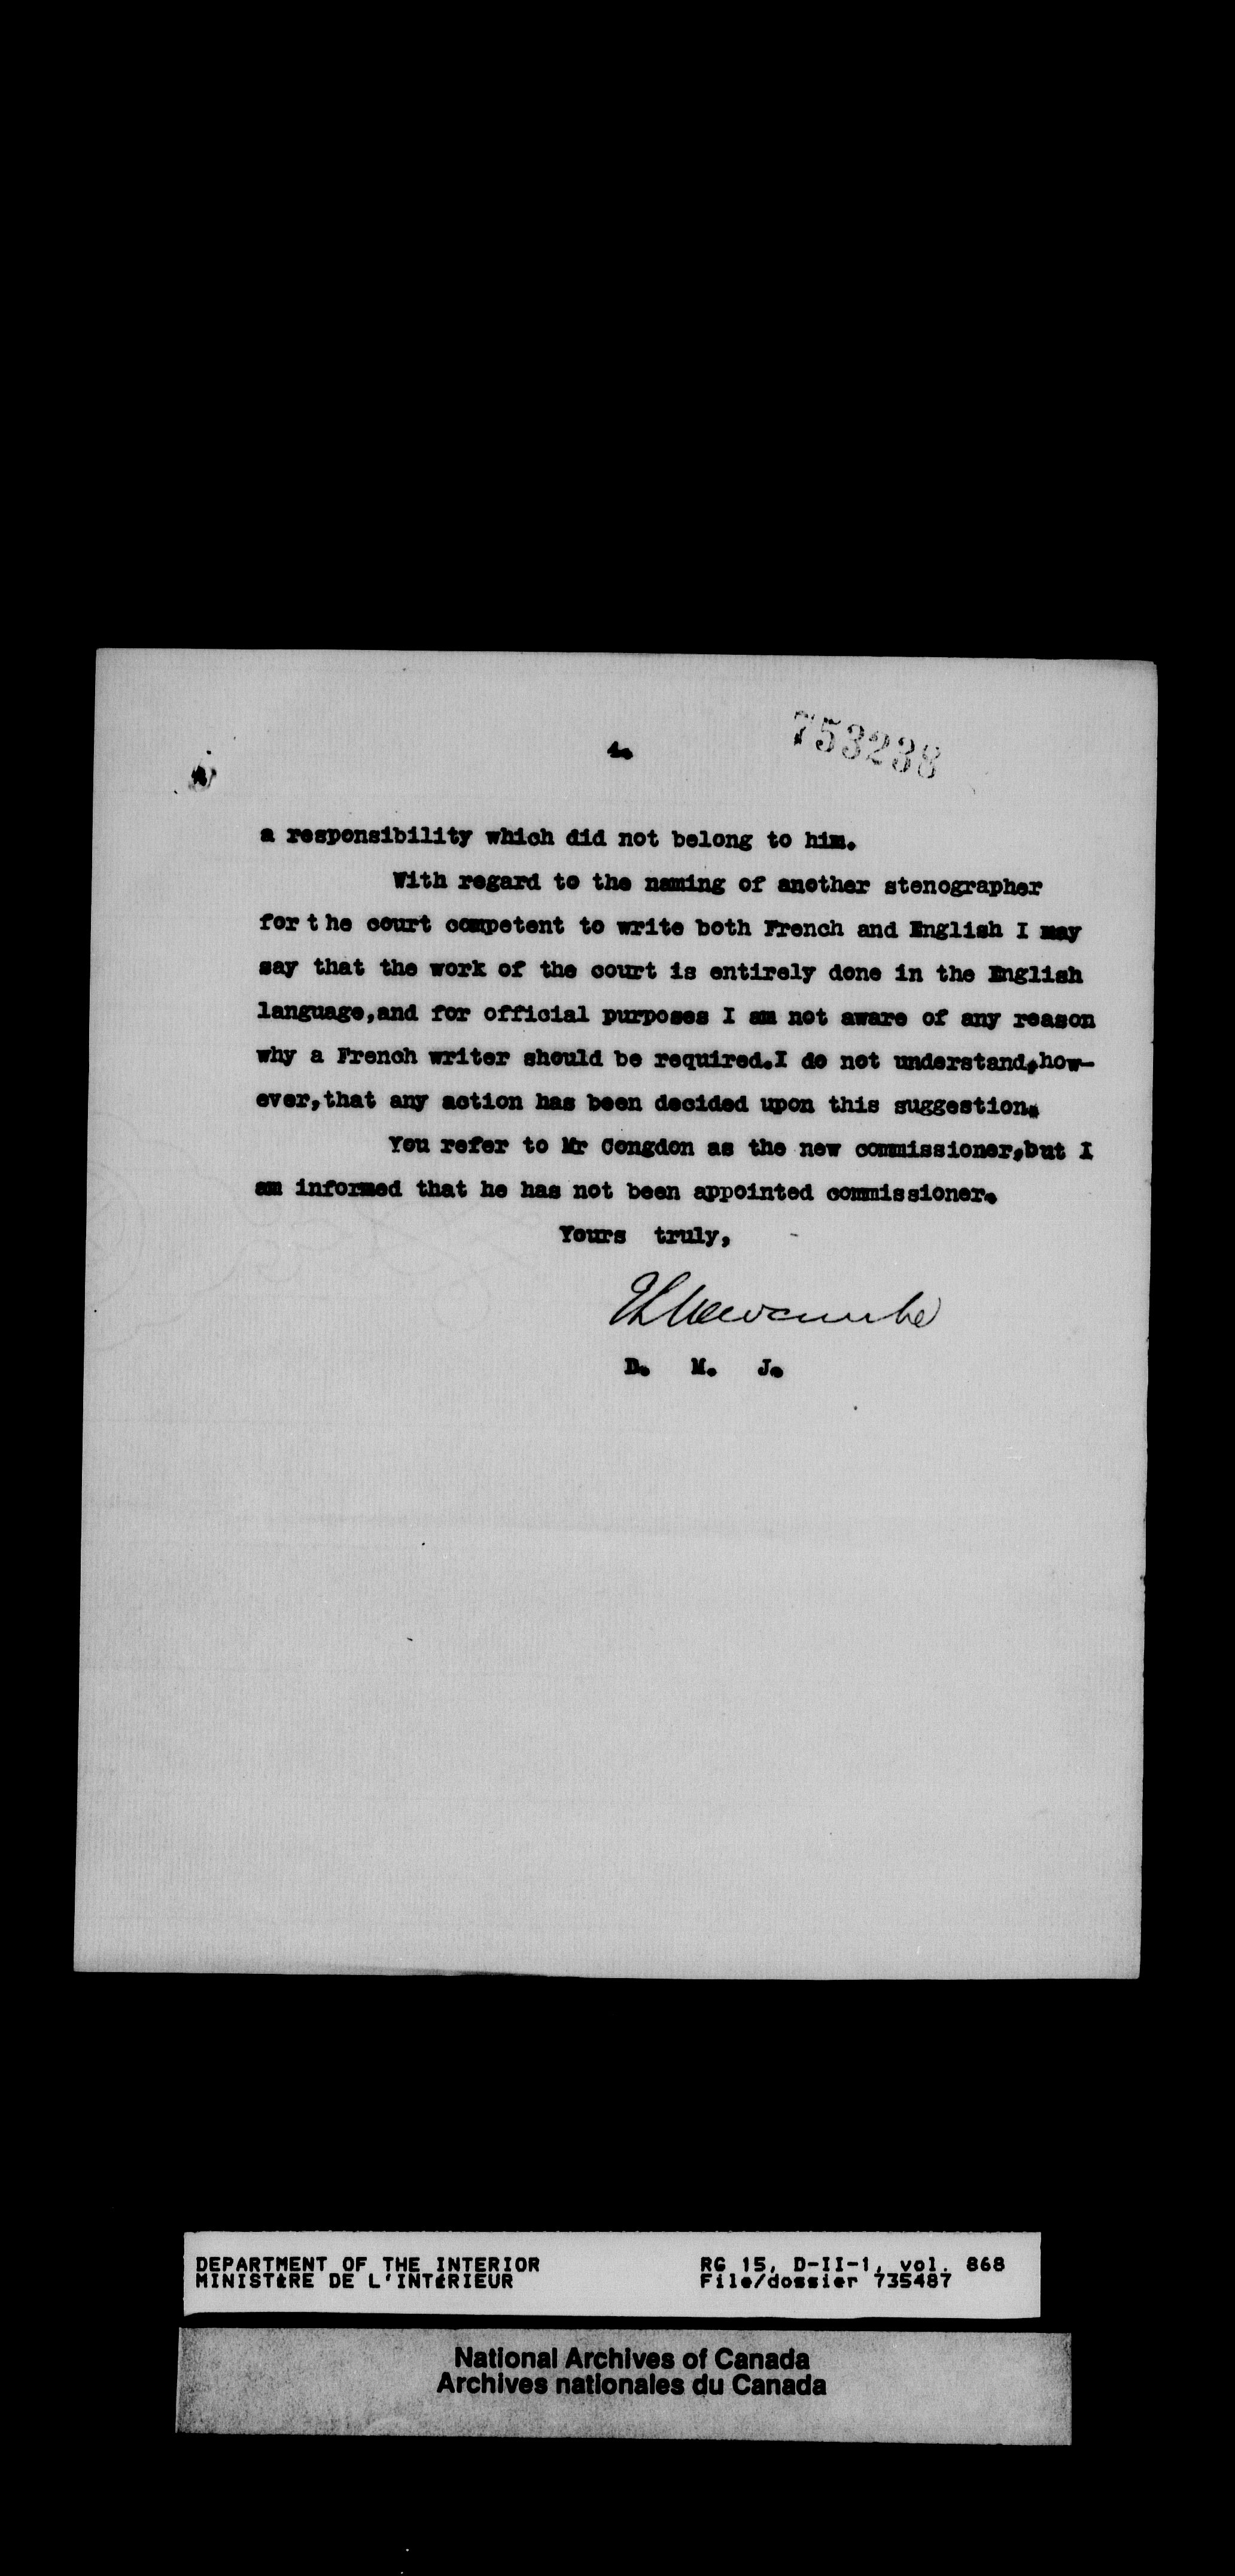 4.
753238
a responsibility which did not belong to him.
With regard to the naming of another stenographer
for t he court competent to write both French and English I may
say that the work of the court is entirely done in the English
language,and for official purposes I am not aware of any reason
why a French writer should be required.I do not understand,how-
ever,that any action has been decided upon this suggestion.
You refer to Mr Congdon as the new commissioner,but I
am informed that he has not been appointed commissioner.
Yours truly,
ELNewcombe
D. M. J.
DEPARTMENT OF THE INTERIOR
MINISTÈRE DE L'INTÉRIEUR
RG 15, D-II-1, vol. 868
File/dossier 735487
National Archives of Canada
Archives nationales du Canada